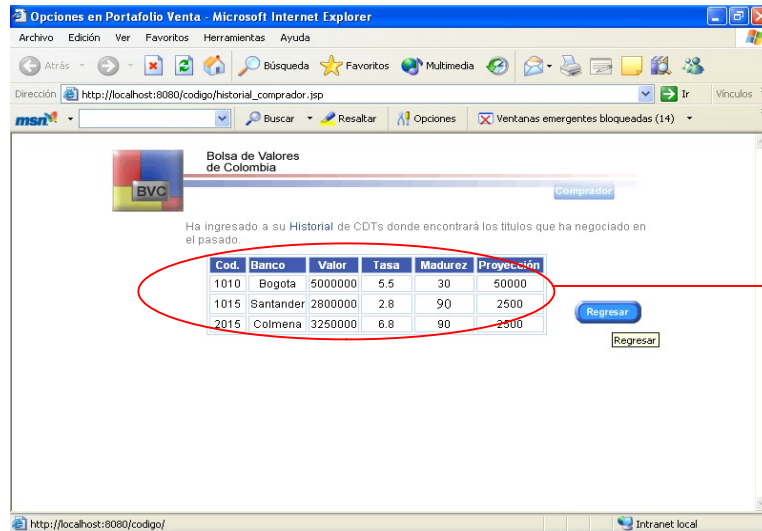 Opciones en Portafolio Venta - Microsoft Internet Explorer
Archivo Edición Ver Favoritos Herramientas Ayuda
Atrás Búsqueda Favoritos Multimedia
Dirección http://localhost:8080/codigo/historial_comprador.jsp Ir Vínculos
msn Buscar Resaltar Opciones Ventanas emergentes bloqueadas (14)
Bolsa de Valores
de Colombia
BVC
Comprador
Ha ingresado a su Historial de CDTs donde encontrará los titulos que ha negociado en
el pasado.
Cod. Banco Valor Tasa Madurez Proyección
1010 Bogota 5000000 5.5 30 50000
1015 Santander 2800000 2.8 90 2500
2015 Colmena 3250000 6.8 90 2500
Regresar
Regresar
http://localhost:8080/codigo/ Intranet local